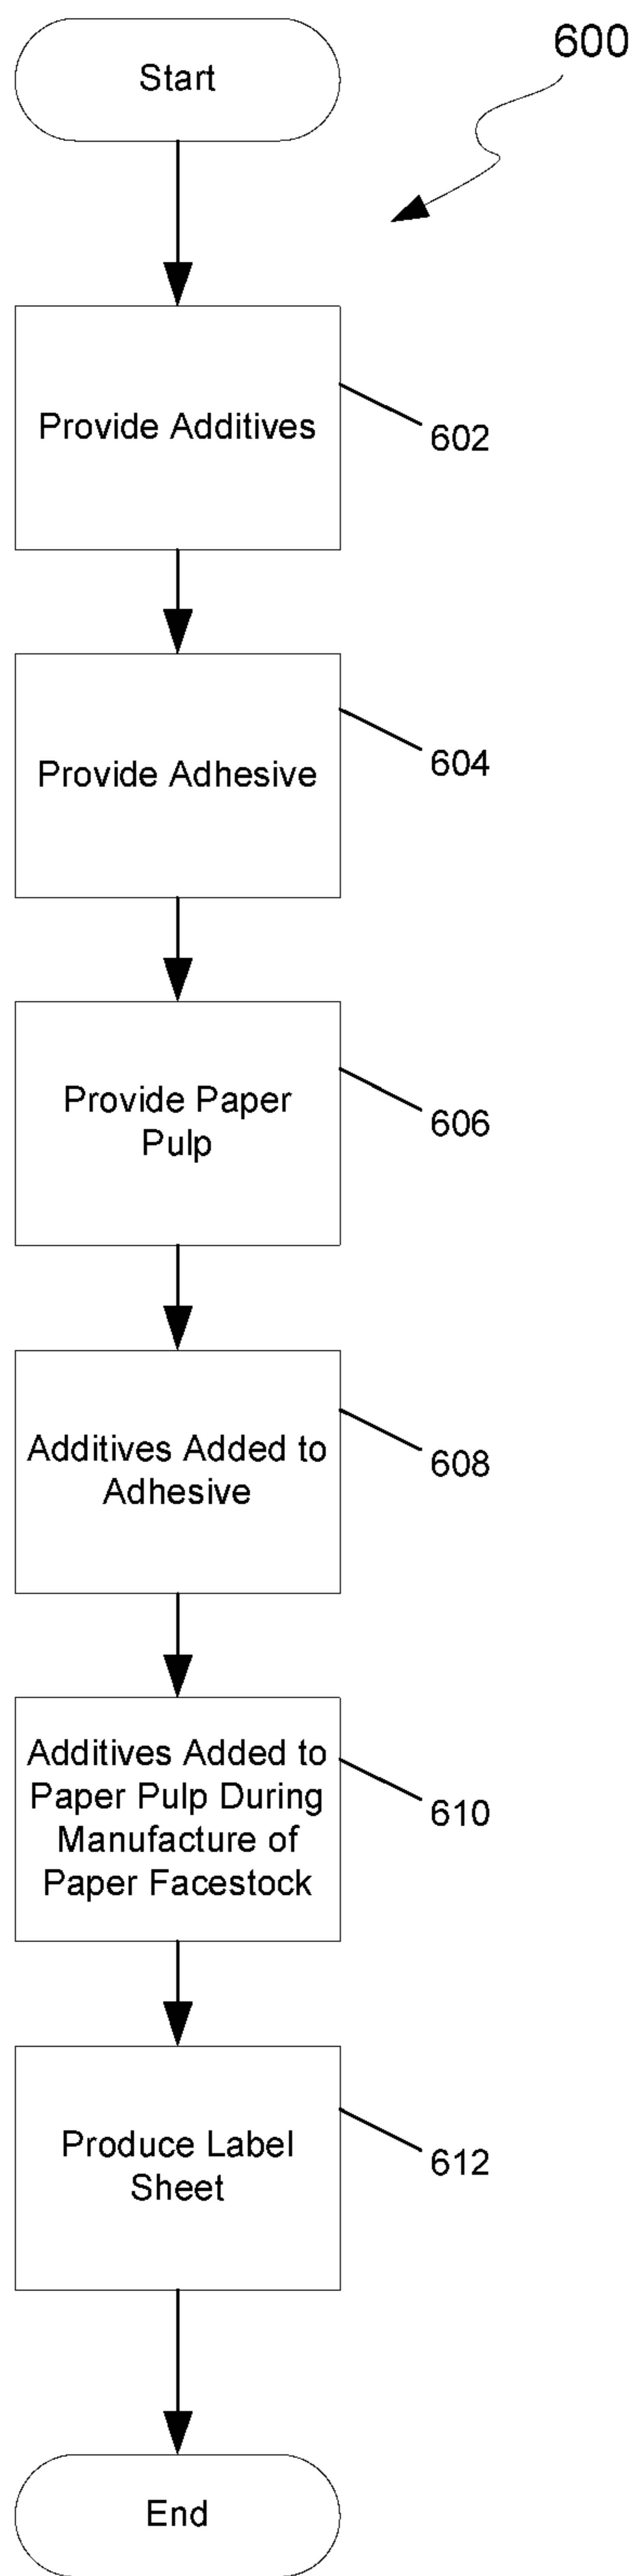 600
Start
Provide Additives
602
Provide Adhesive
604
Provide Paper
Pulp
606
Additives Added to
Adhesive
608
Additives Added to
Paper Pulp During
Manufacture of
Paper Facestock
610
Produce Label
Sheet
612
End